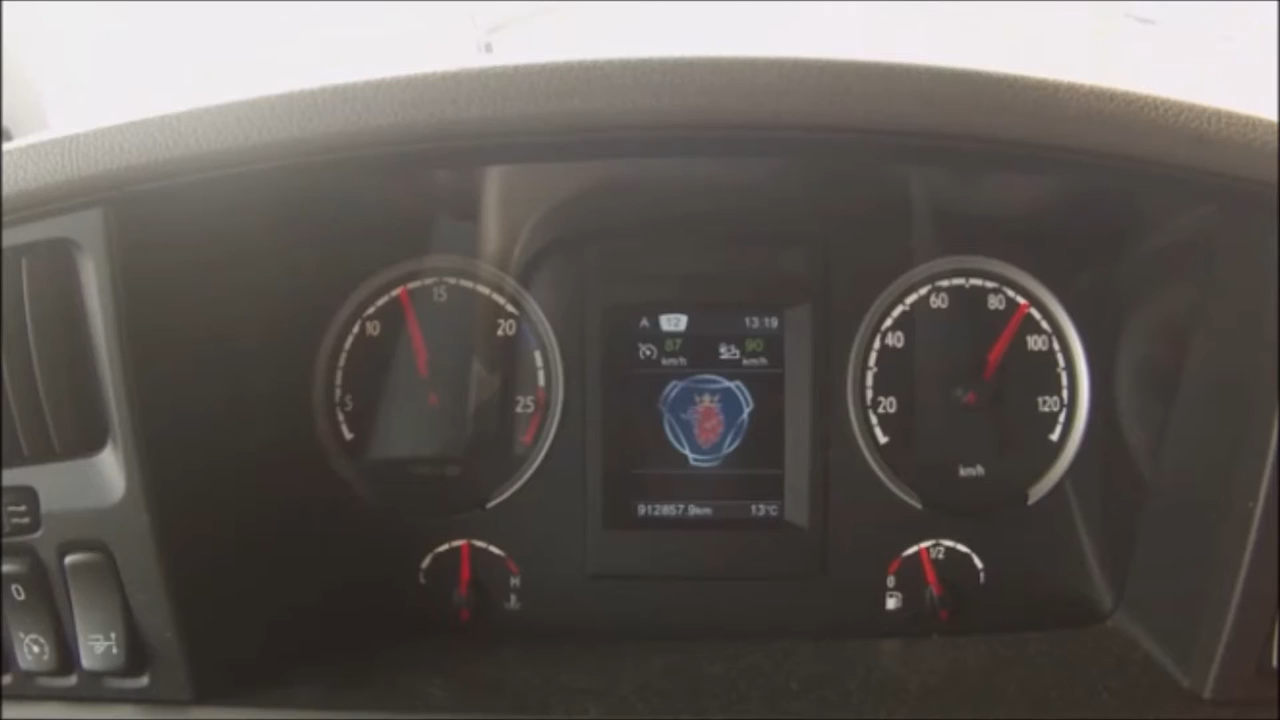 A 12 13:19
87 km/h 90 km/h
912857.9km 13°C
5 10 15 20 25
20 40 60 80 100 120
km/h
H
0 1/2 1
0